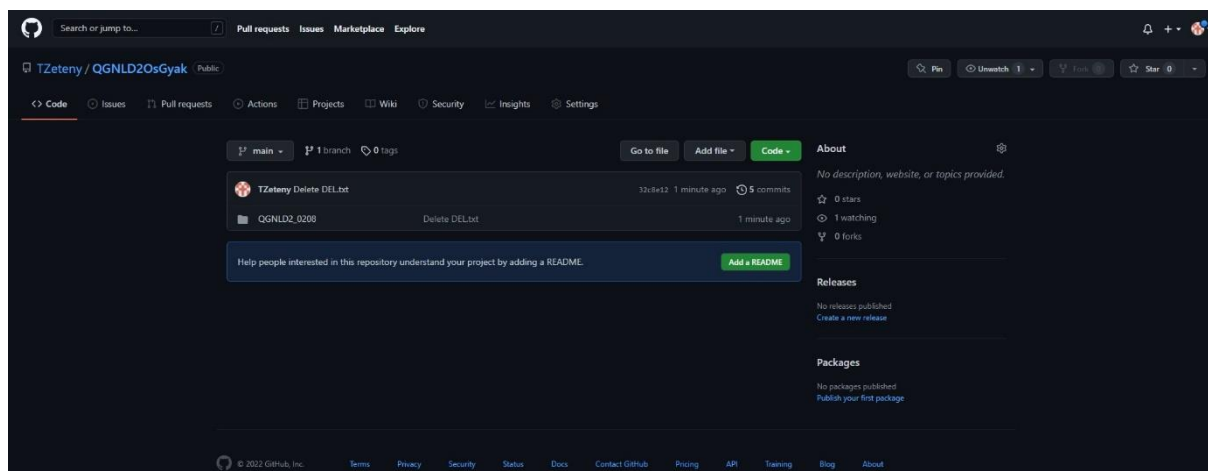 Search or jump to... / Pull requests Issues Marketplace Explore
TZeteny / QGNLD2OsGyak Public
Pin Unwatch 1 Fork Star 0
<> Code Issues Pull requests Actions Projects Wiki Security Insights Settings
main 1 branch 0 tags Go to file Add file Code
TZeteny Delete DEL.txt 32c8e12 1 minute ago 5 commits
QGNLD2_0208 Delete DEL.txt 1 minute ago
Help people interested in this repository understand your project by adding a README. Add a README
About
No description, website, or topics provided.
0 stars
1 watching
0 forks
Releases
No releases published
Create a new release
Packages
No packages published
Publish your first package
© 2022 GitHub, Inc. Terms Privacy Security Status Docs Contact GitHub Pricing API Training Blog About